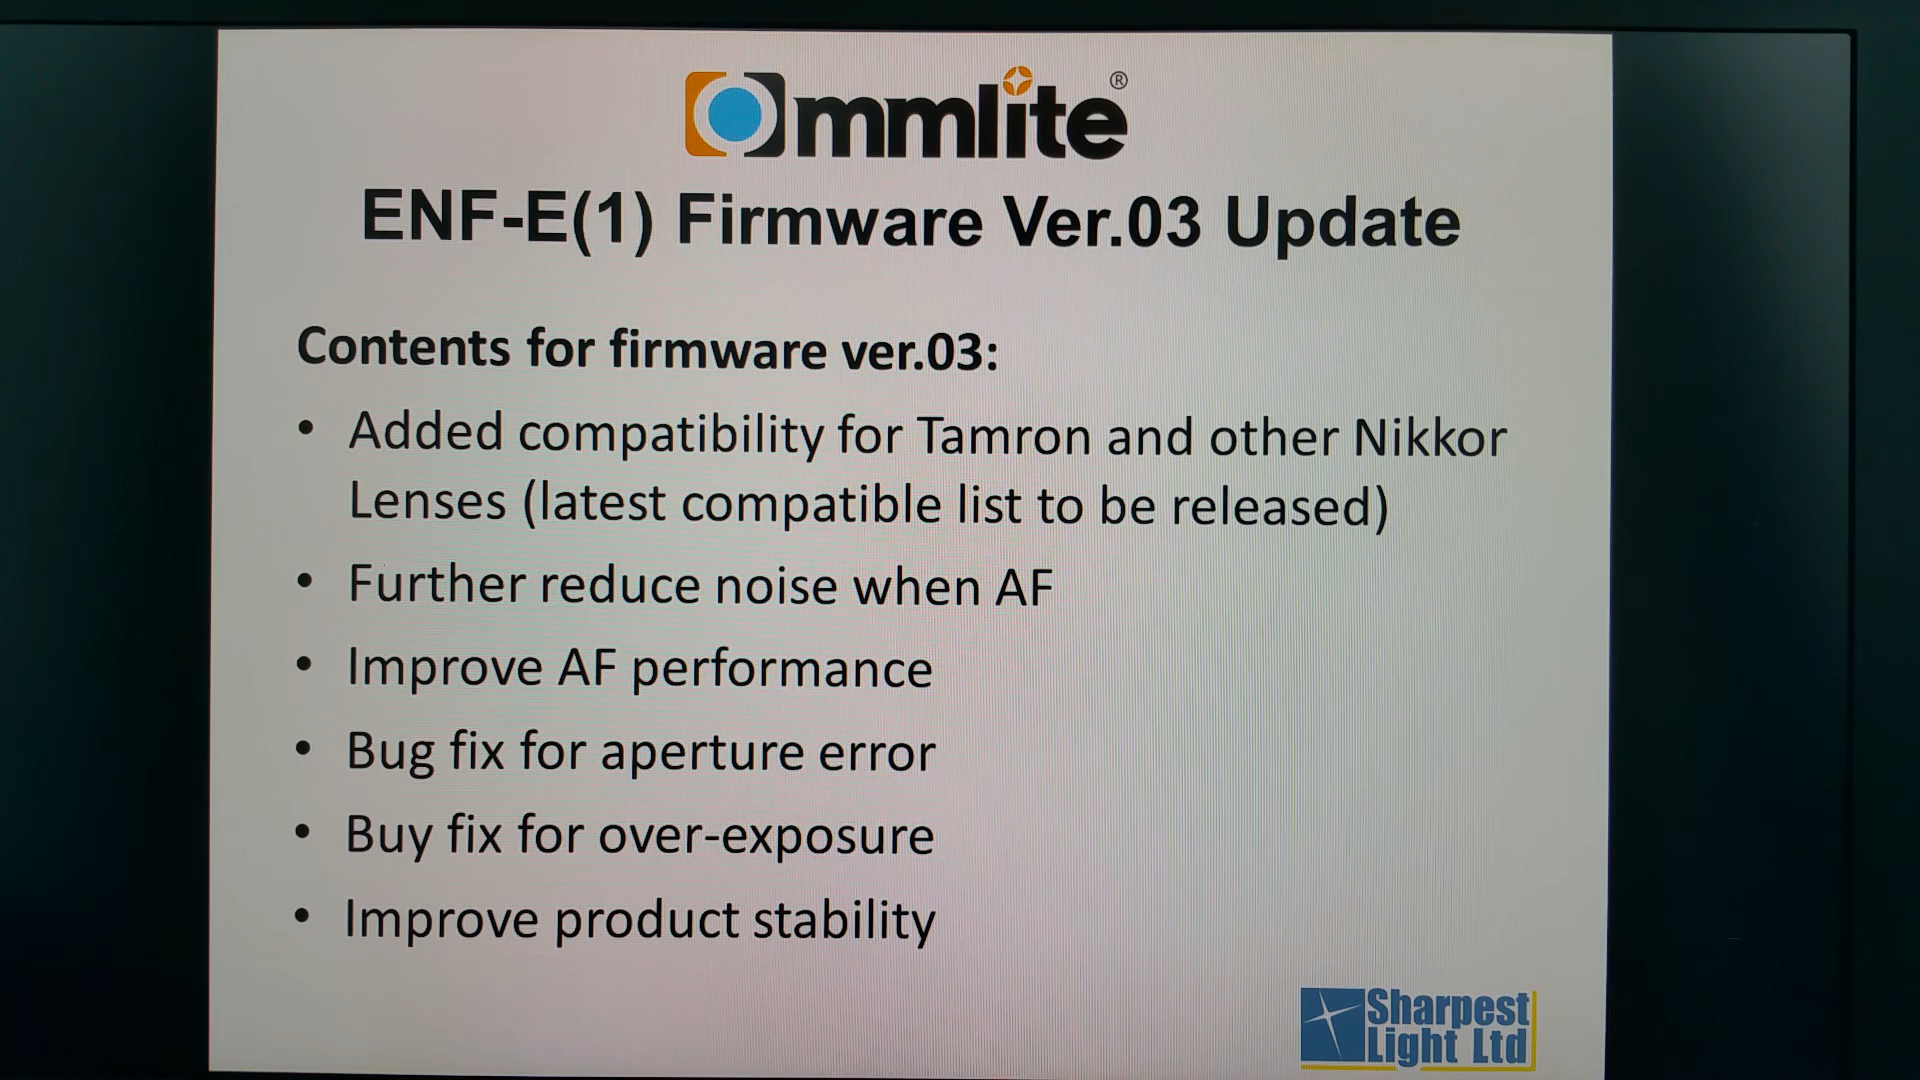 Commlite®
ENF-E(1) Firmware Ver.03 Update
Contents for firmware ver.03:
• Added compatibility for Tamron and other Nikkor
Lenses (latest compatible list to be released)
• Further reduce noise when AF
• Improve AF performance
• Bug fix for aperture error
• Buy fix for over-exposure
• Improve product stability
Sharpest
Light Ltd